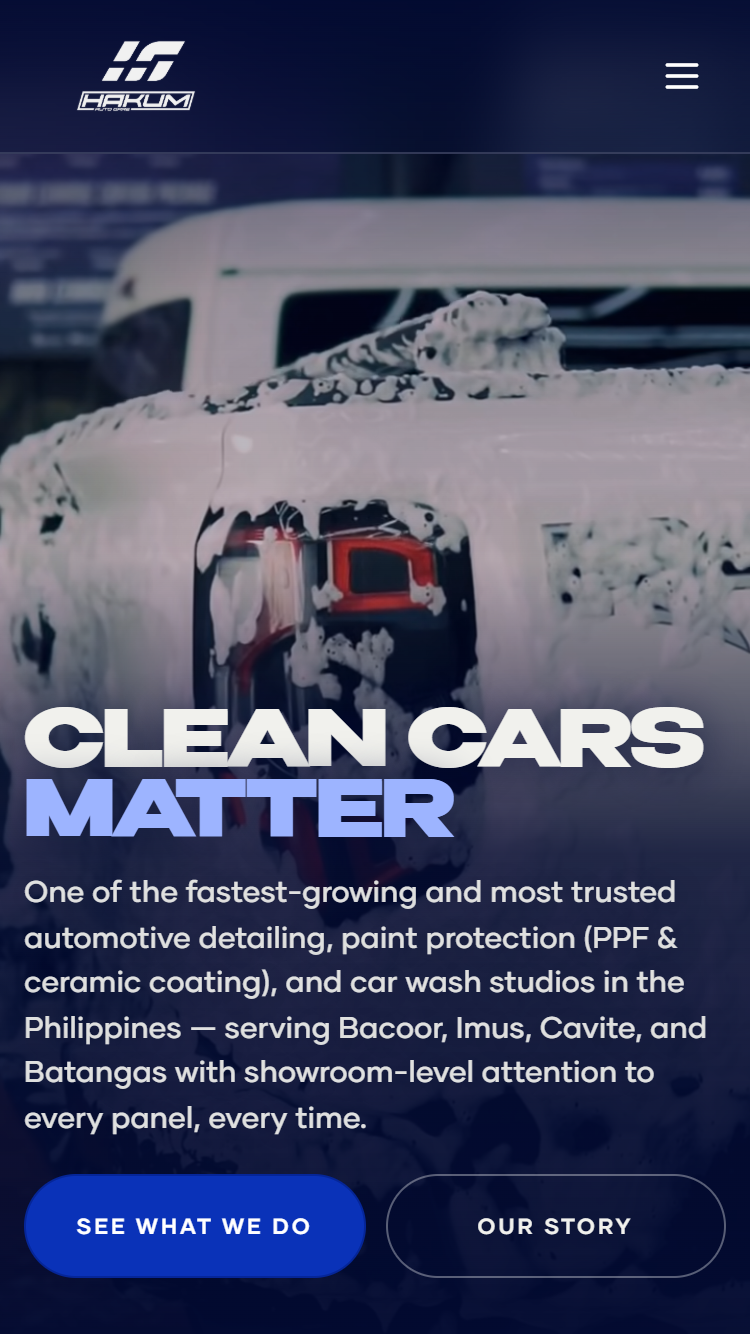 HAKUM
AUTO CARE
CLEAN CARS
MATTER
One of the fastest-growing and most trusted
automotive detailing, paint protection (PPF &
ceramic coating), and car wash studios in the
Philippines — serving Bacoor, Imus, Cavite, and
Batangas with showroom-level attention to
every panel, every time.
SEE WHAT WE DO
OUR STORY